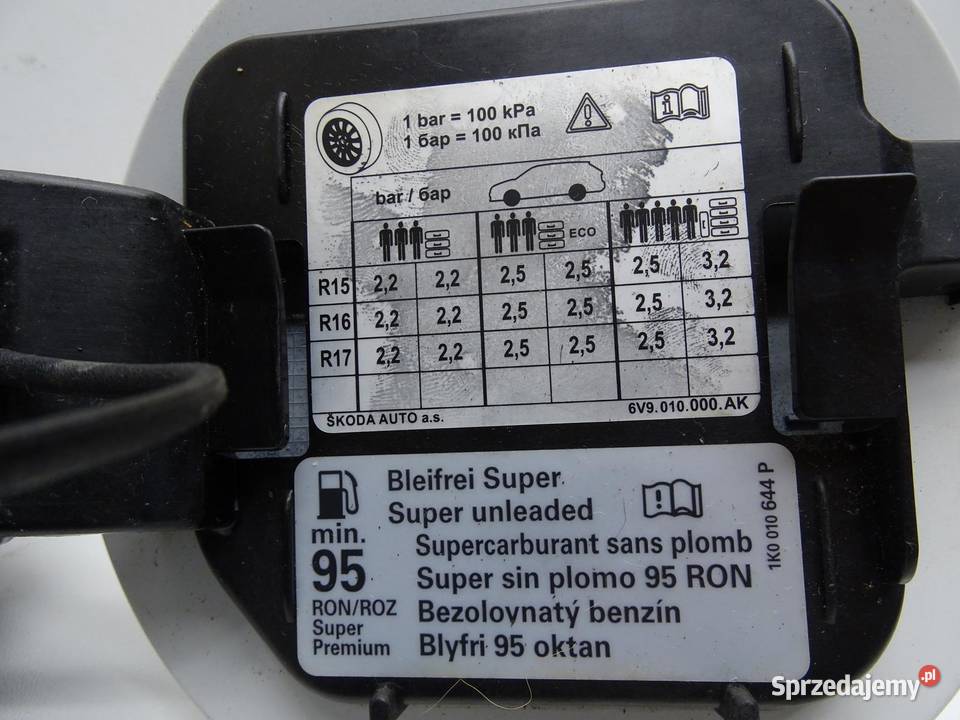 1 bar = 100 kPa
1 бар = 100 кПа
bar / бар
ECO
R15 2,2 2,2 2,5 2,5 2,5 3,2
R16 2,2 2,2 2,5 2,5 2,5 3,2
R17 2,2 2,2 2,5 2,5 2,5 3,2
ŠKODA AUTO a.s. 6V9.010.000.AK
min.
95
RON/ROZ
Super
Premium
Bleifrei Super
Super unleaded
Supercarburant sans plomb
Super sin plomo 95 RON
Bezolovnatý benzín
Blyfri 95 oktan
1K0 010 644 P
Sprzedajemy.pl